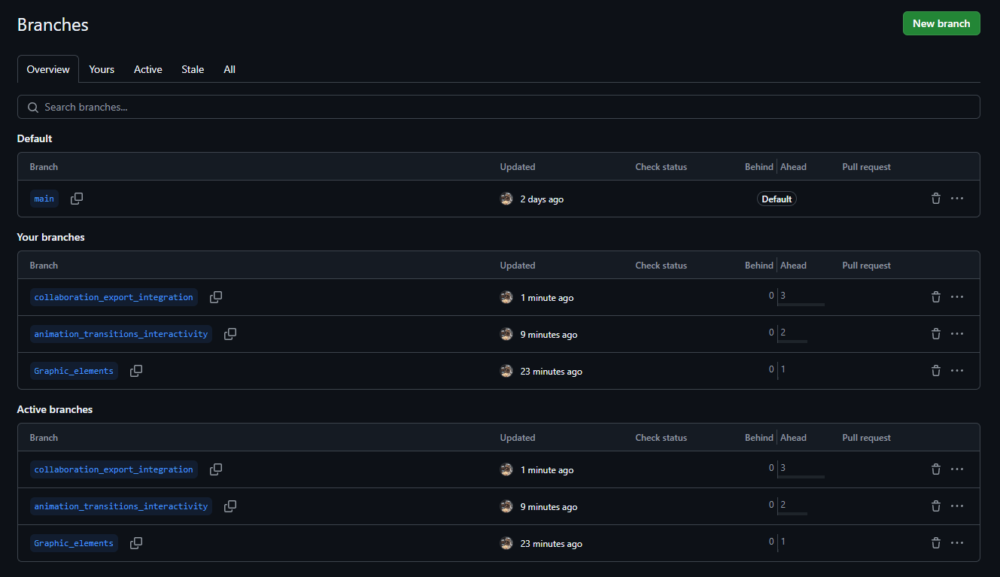 Branches
New branch
Overview Yours Active Stale All
Search branches...
Default
Branch Updated Check status Behind Ahead Pull request
main 2 days ago Default
Your branches
Branch Updated Check status Behind Ahead Pull request
collaboration_export_integration 1 minute ago 0 3
animation_transitions_interactivity 9 minutes ago 0 2
Graphic_elements 23 minutes ago 0 1
Active branches
Branch Updated Check status Behind Ahead Pull request
collaboration_export_integration 1 minute ago 0 3
animation_transitions_interactivity 9 minutes ago 0 2
Graphic_elements 23 minutes ago 0 1